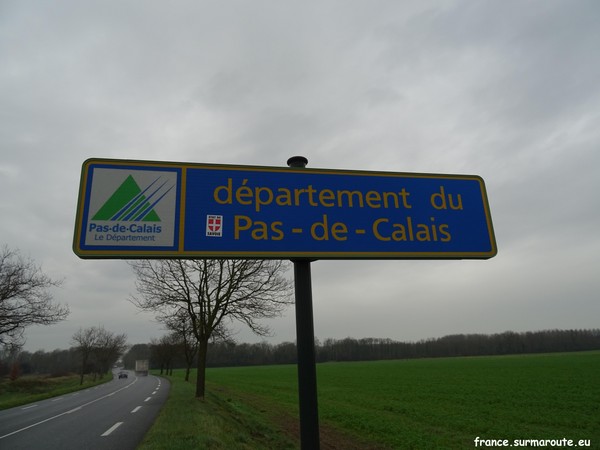 département du
Pas - de - Calais
Pas-de-Calais
Le Département
france.surmaroute.eu